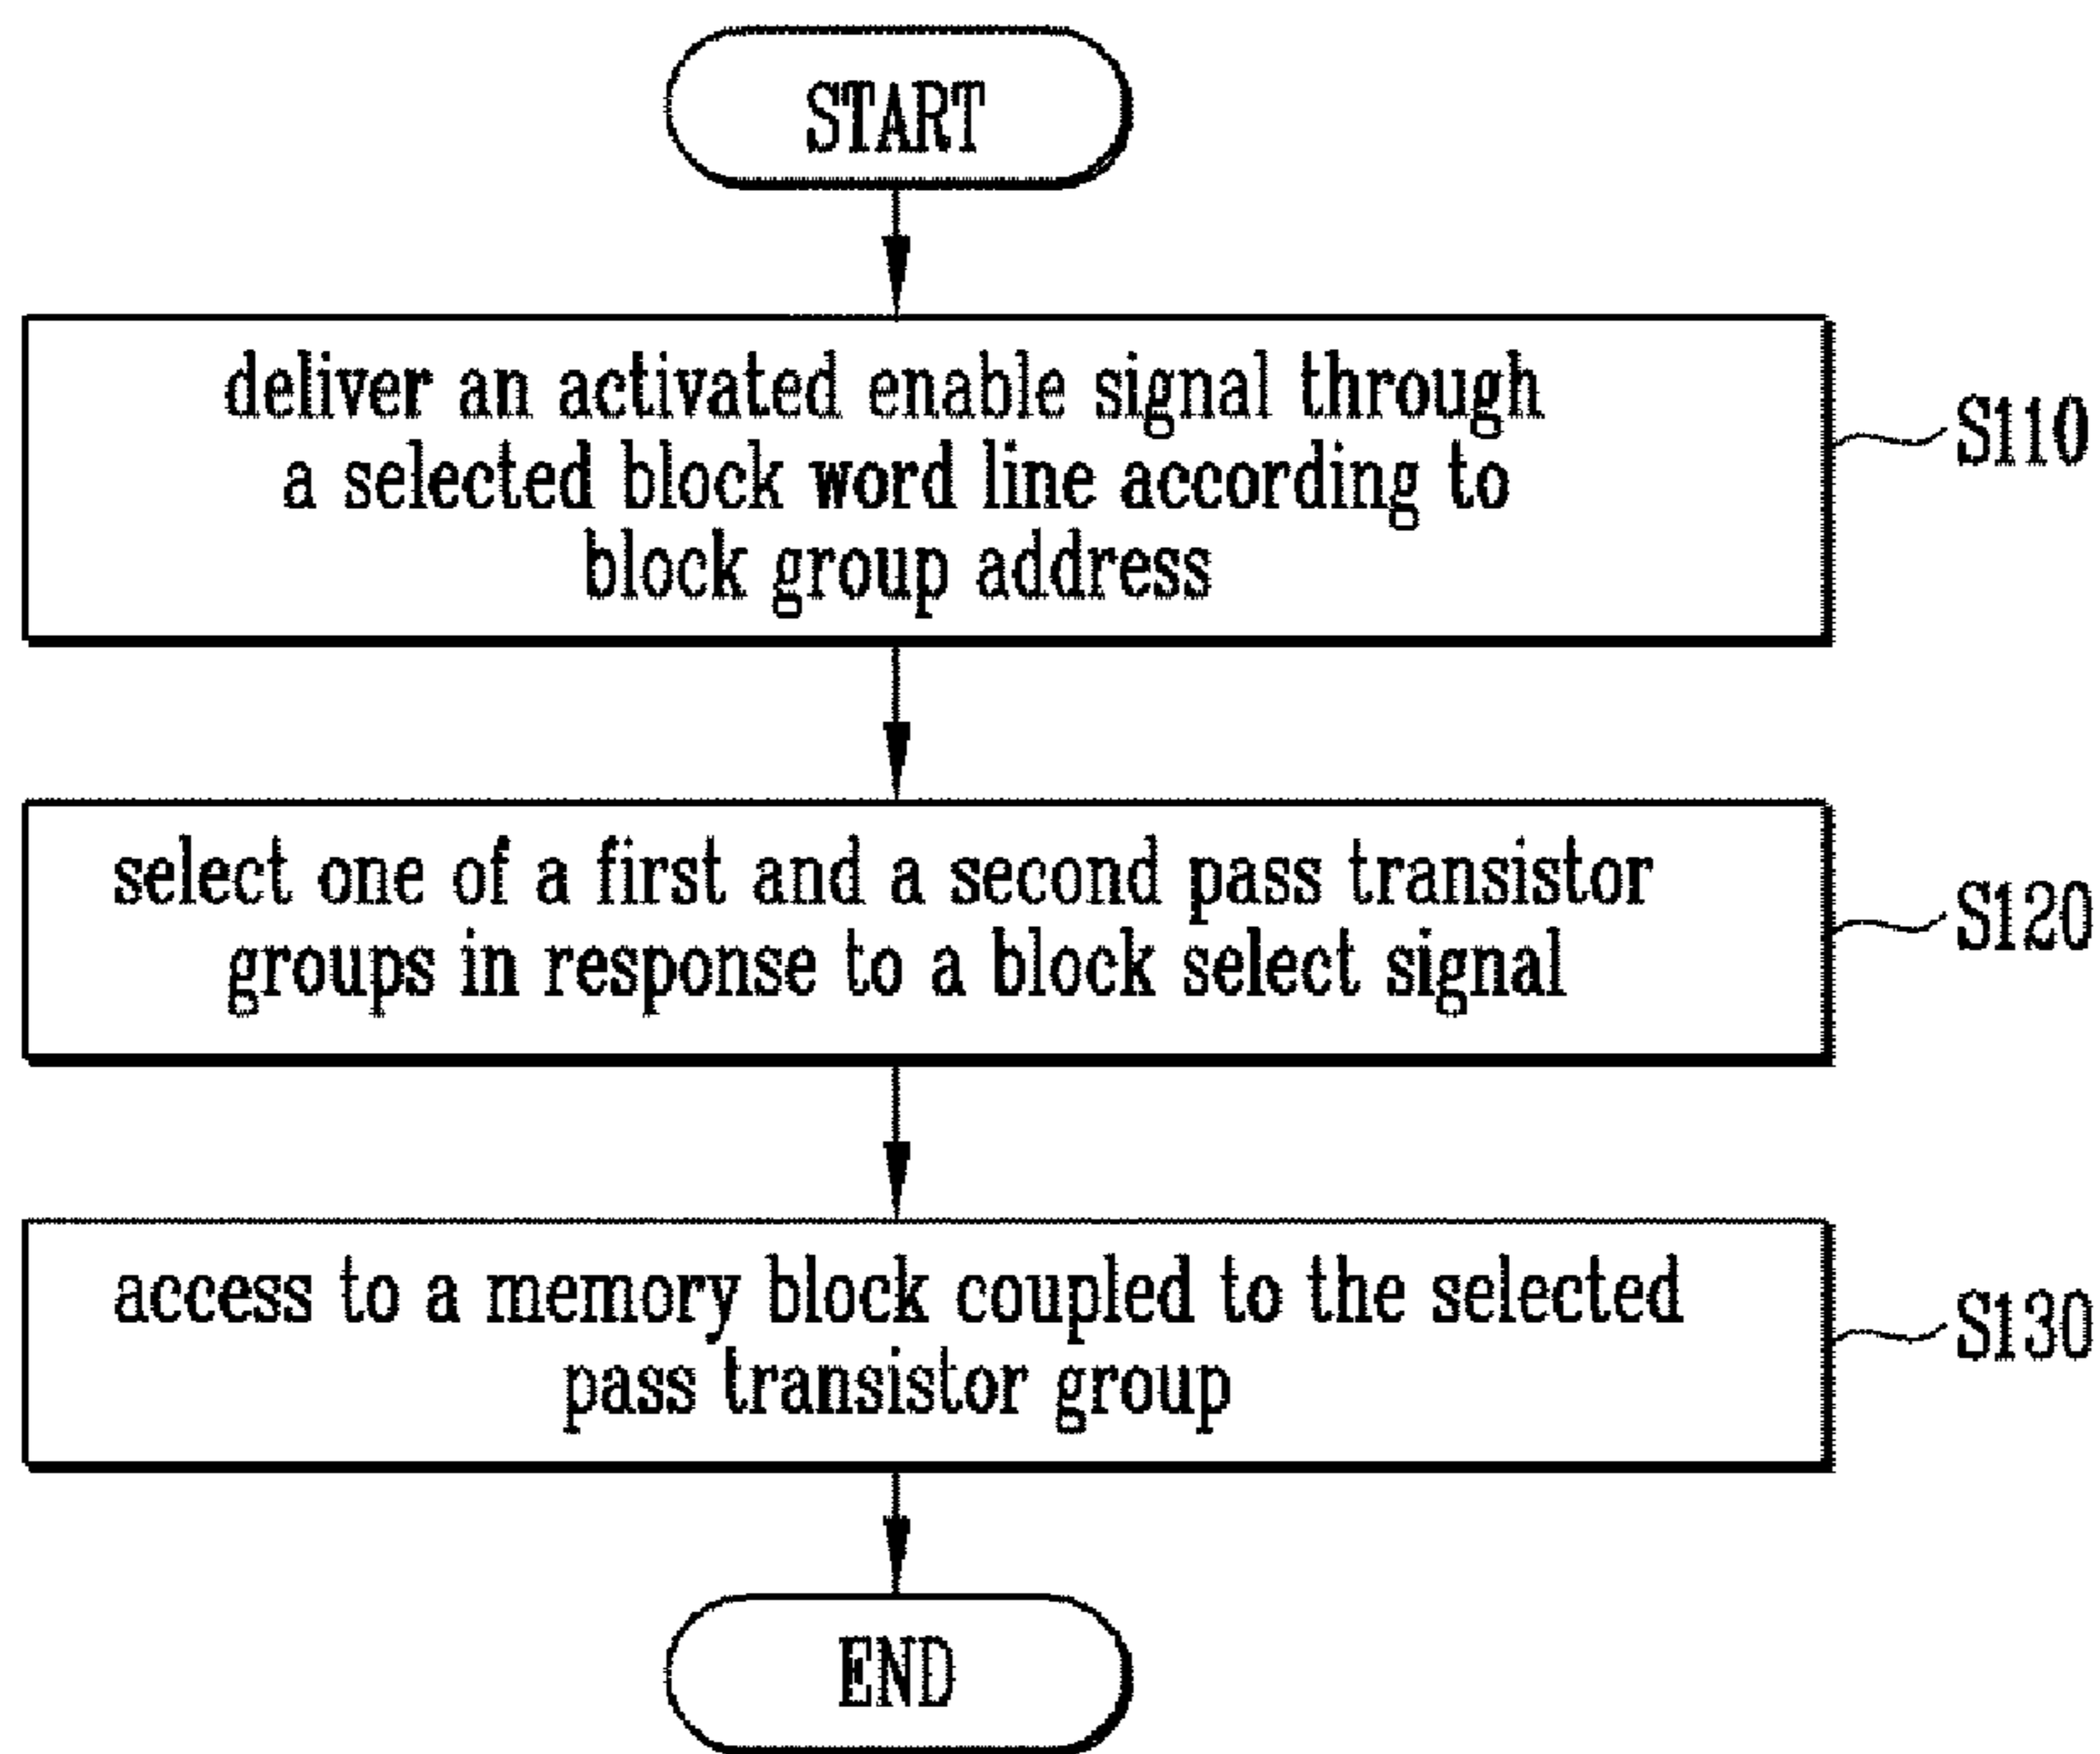 START
deliver an activated enable signal through
a selected block word line according to
block group address
S110
select one of a first and a second pass transistor
groups in response to a block select signal
S120
access to a memory block coupled to the selected
pass transistor group
S130
END